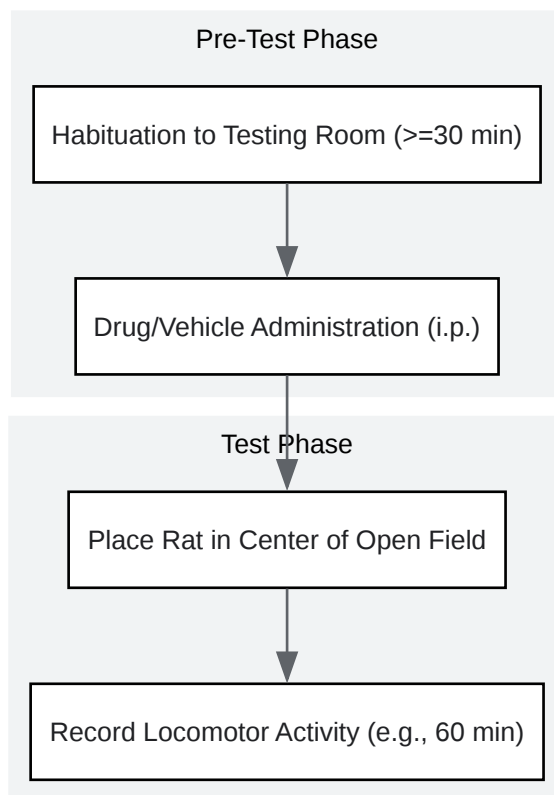 Pre-Test Phase
Habituation to Testing Room (>=30 min)
Drug/Vehicle Administration (i.p.)
Test Phase
Place Rat in Center of Open Field
Record Locomotor Activity (e.g., 60 min)